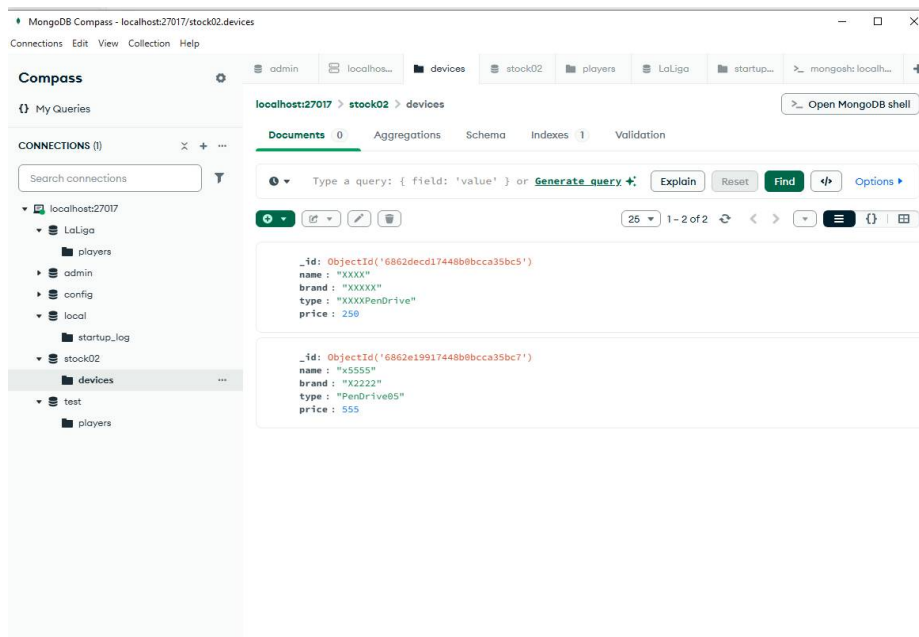 MongoDB Compass - localhost:27017/stock02.devices
Connections Edit View Collection Help
Compass
{} My Queries
CONNECTIONS (1)
Search connections
localhost:27017
LaLiga
players
admin
config
local
startup_log
stock02
devices
test
players
admin localhos... devices stock02 players LaLiga startup... >_ mongosh: localh... +
localhost:27017 > stock02 > devices
>_ Open MongoDB shell
Documents 0 Aggregations Schema Indexes 1 Validation
Type a query: { field: 'value' } or Generate query Explain Reset Find </> Options
25 1 – 2 of 2 {}
_id: ObjectId('6862decd17448b0bcca35bc5')
name : "XXXX"
brand : "XXXXX"
type : "XXXXPenDrive"
price : 250
_id: ObjectId('6862e19917448b0bcca35bc7')
name : "x5555"
brand : "X2222"
type : "PenDrive05"
price : 555